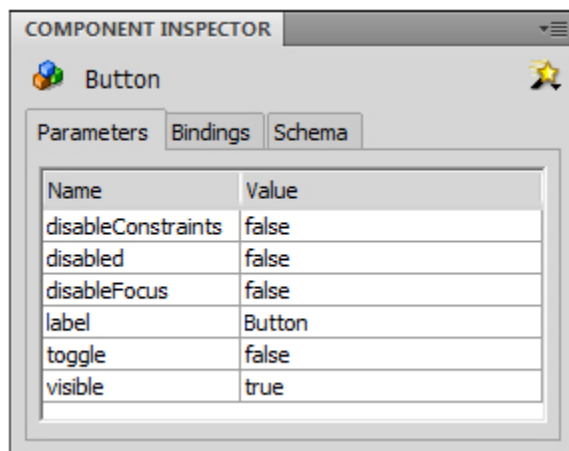 COMPONENT INSPECTOR
Button
Parameters Bindings Schema
Name Value
disableConstraints false
disabled false
disableFocus false
label Button
toggle false
visible true